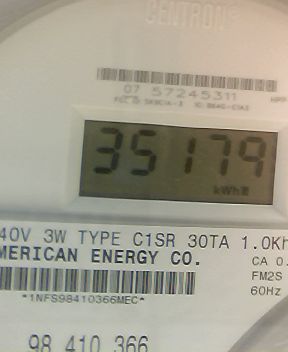 CENTRON®
07 57245311
35179
kWh
40V 3W TYPE C1SR 30TA 1.0Kh
MERICAN ENERGY CO.
CA 0.
FM2S
60Hz
*1NFS98410366MEC*
98 410 366